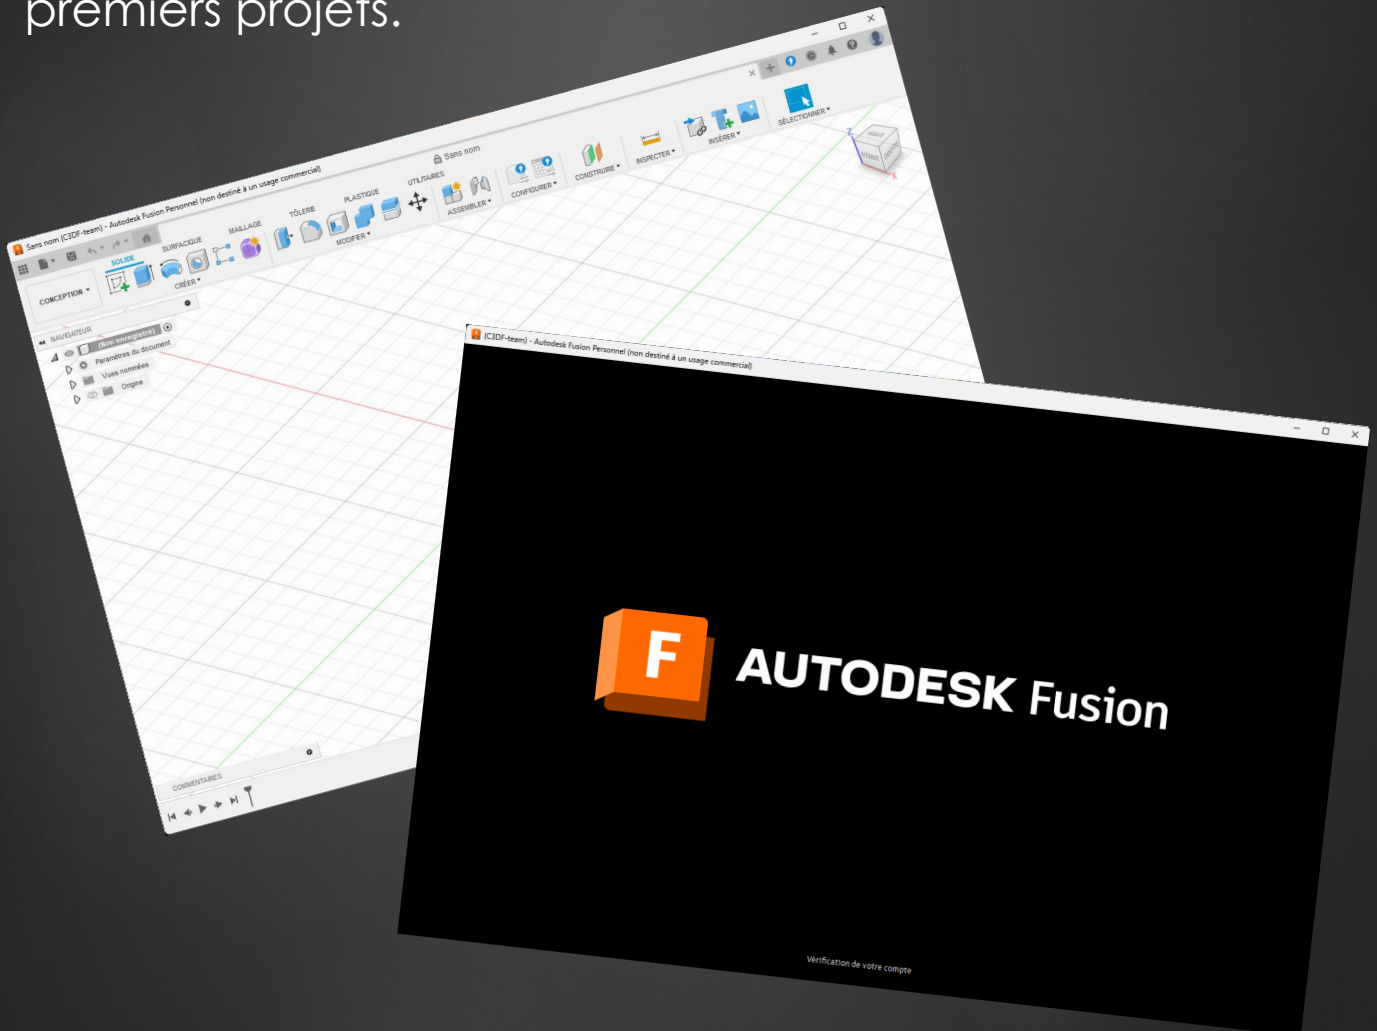 premiers projets.
Sans nom (C3DF-team) - Autodesk Fusion Personnel (non destiné à un usage commercial)
Sans nom
CONCEPTION
SOLIDE
SURFACIQUE
MAILLAGE
TÔLERIE
PLASTIQUE
UTILITAIRES
CRÉER
MODIFIER
ASSEMBLER
CONFIGURER
CONSTRUIRE
INSPECTER
INSÉRER
SÉLECTIONNER
NAVIGATEUR
(Non enregistré)
Paramètres du document
Vues nommées
Origine
Z
HAUT
AVANT
DROITE
X
COMMENTAIRES
(C3DF-team) - Autodesk Fusion Personnel (non destiné à un usage commercial)
F
AUTODESK Fusion
Vérification de votre compte